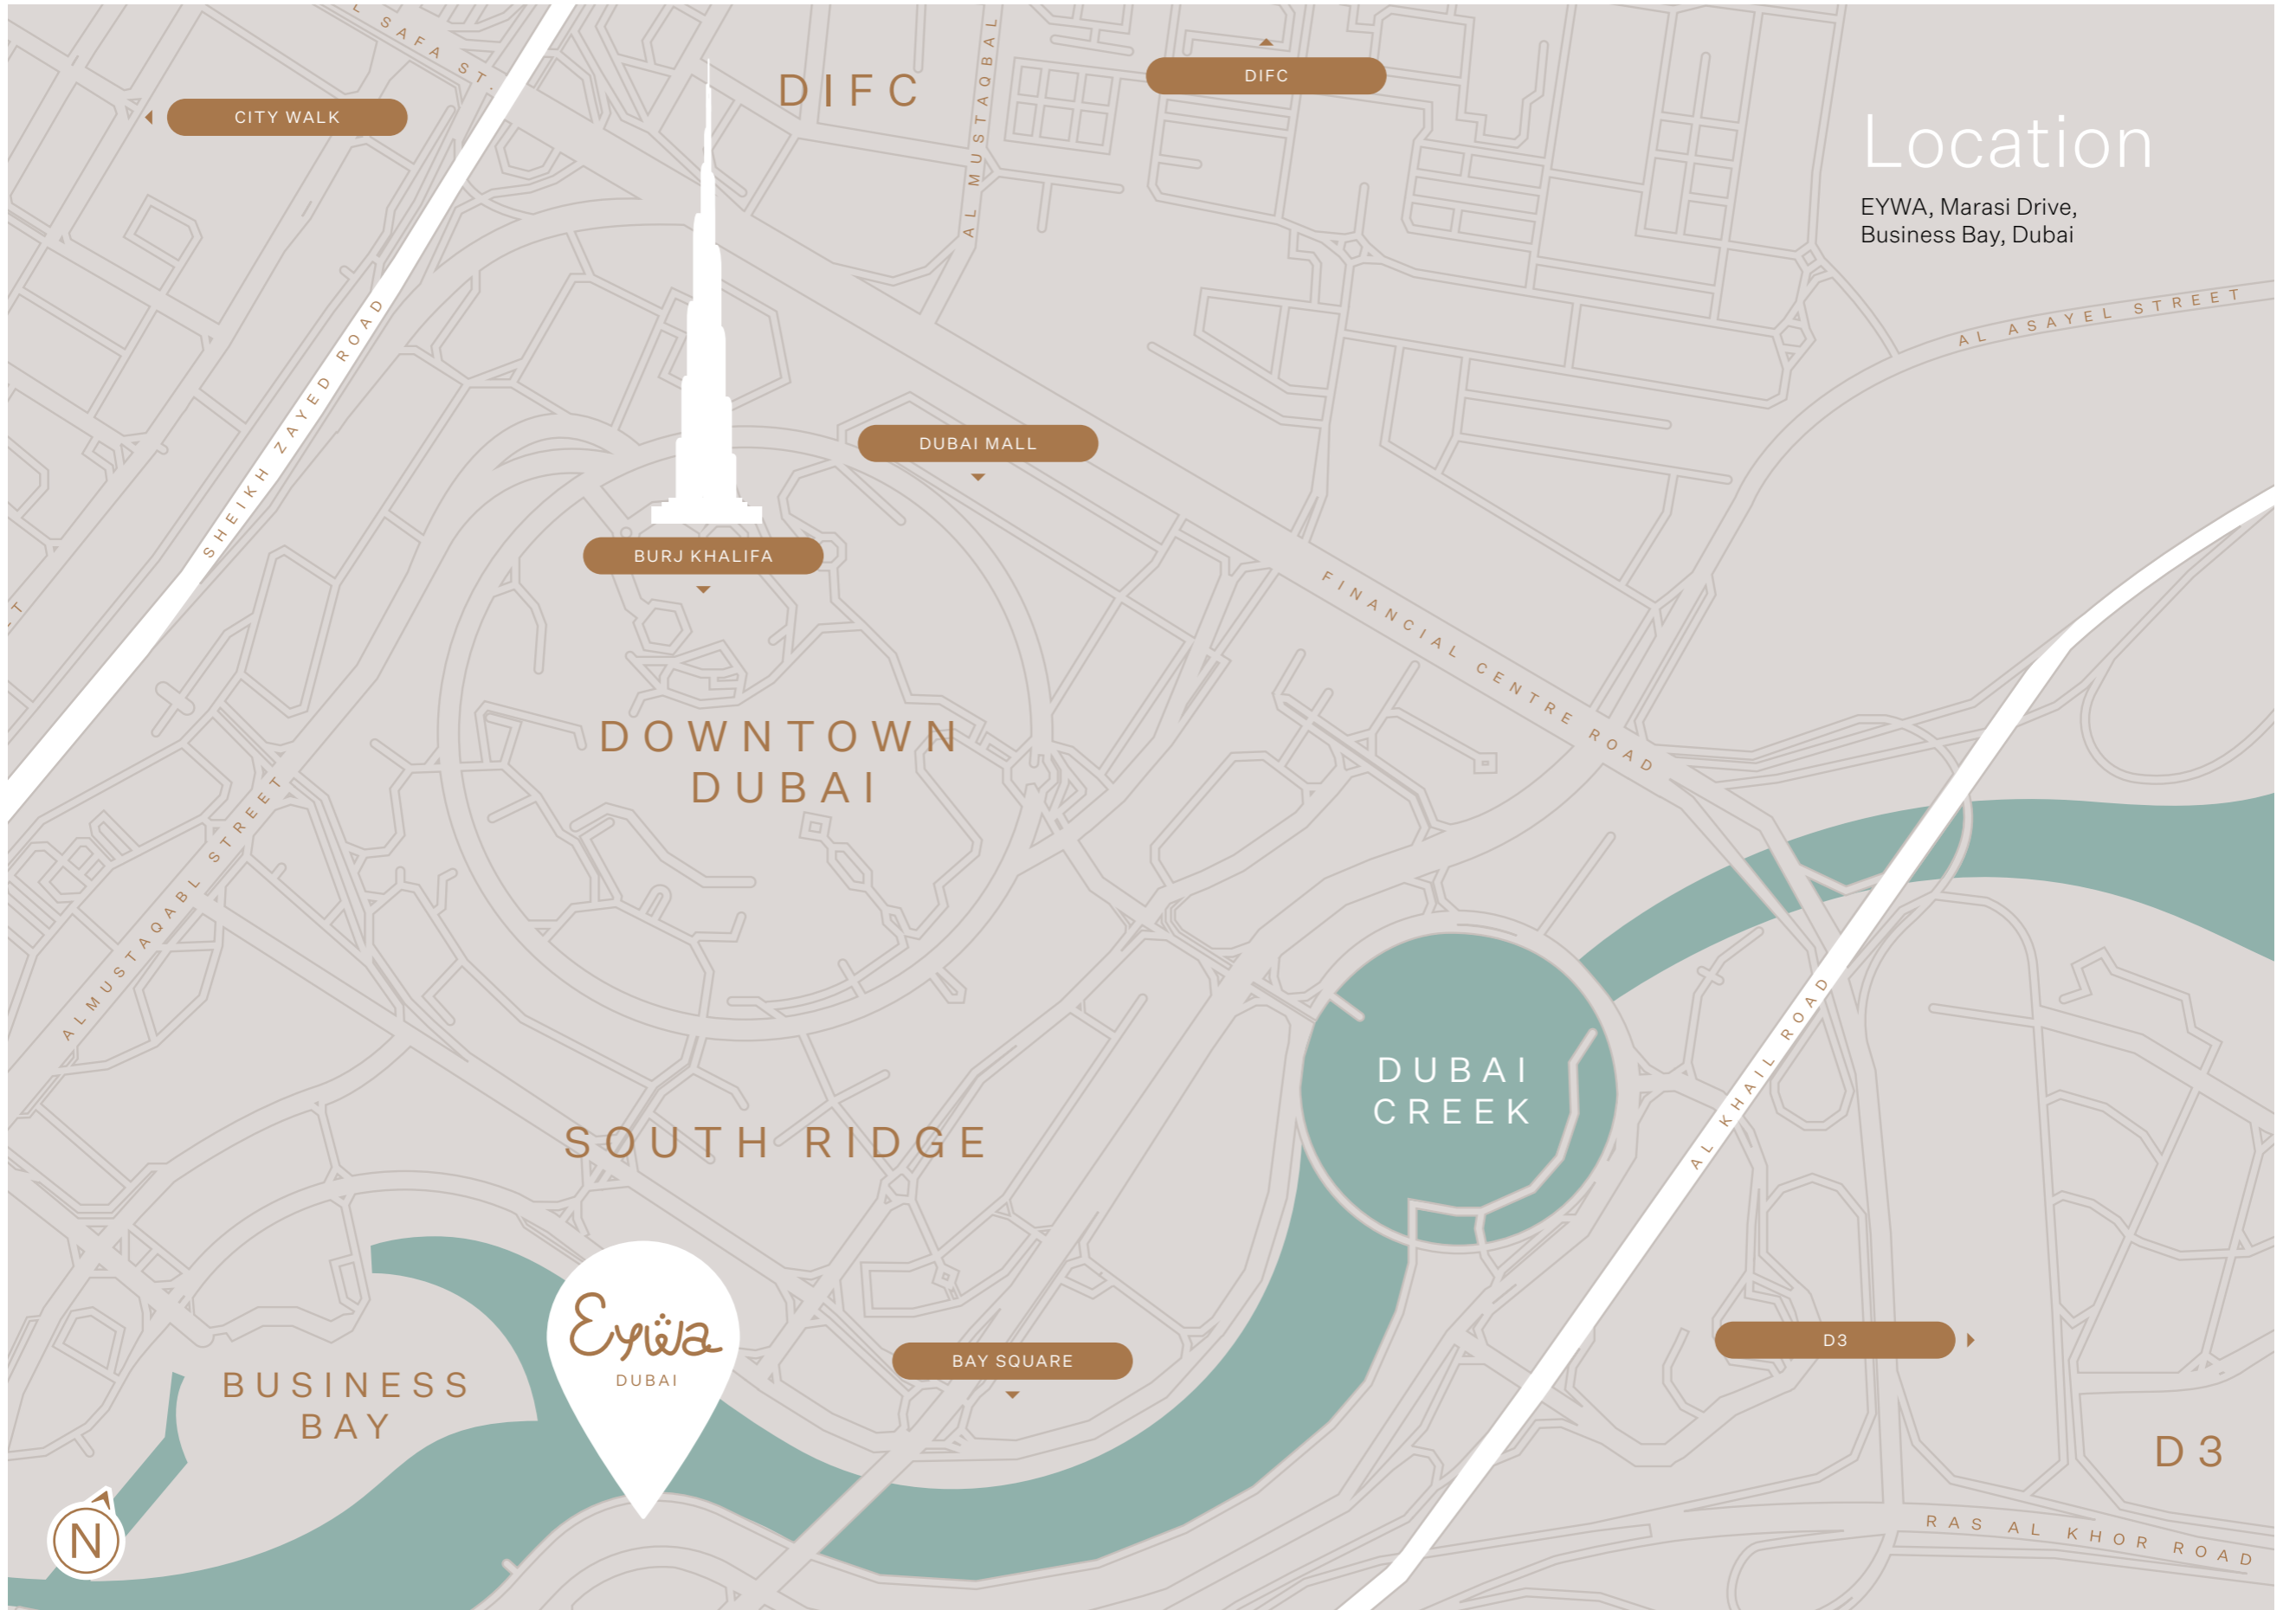 L SAFA ST.
CITY WALK
DIFC
AL MUSTAQBAL
DIFC
Location
EYWA, Marasi Drive,
Business Bay, Dubai
SHEIKH ZAYED ROAD
AL ASAYEL STREET
DUBAI MALL
BURJ KHALIFA
FINANCIAL CENTRE ROAD
DOWNTOWN
DUBAI
ALMUSTAQABL STREET
DUBAI
CREEK
AL KHAIL ROAD
SOUTH RIDGE
Eywa
DUBAI
BAY SQUARE
D3
BUSINESS
BAY
D3
N
RAS AL KHOR ROAD